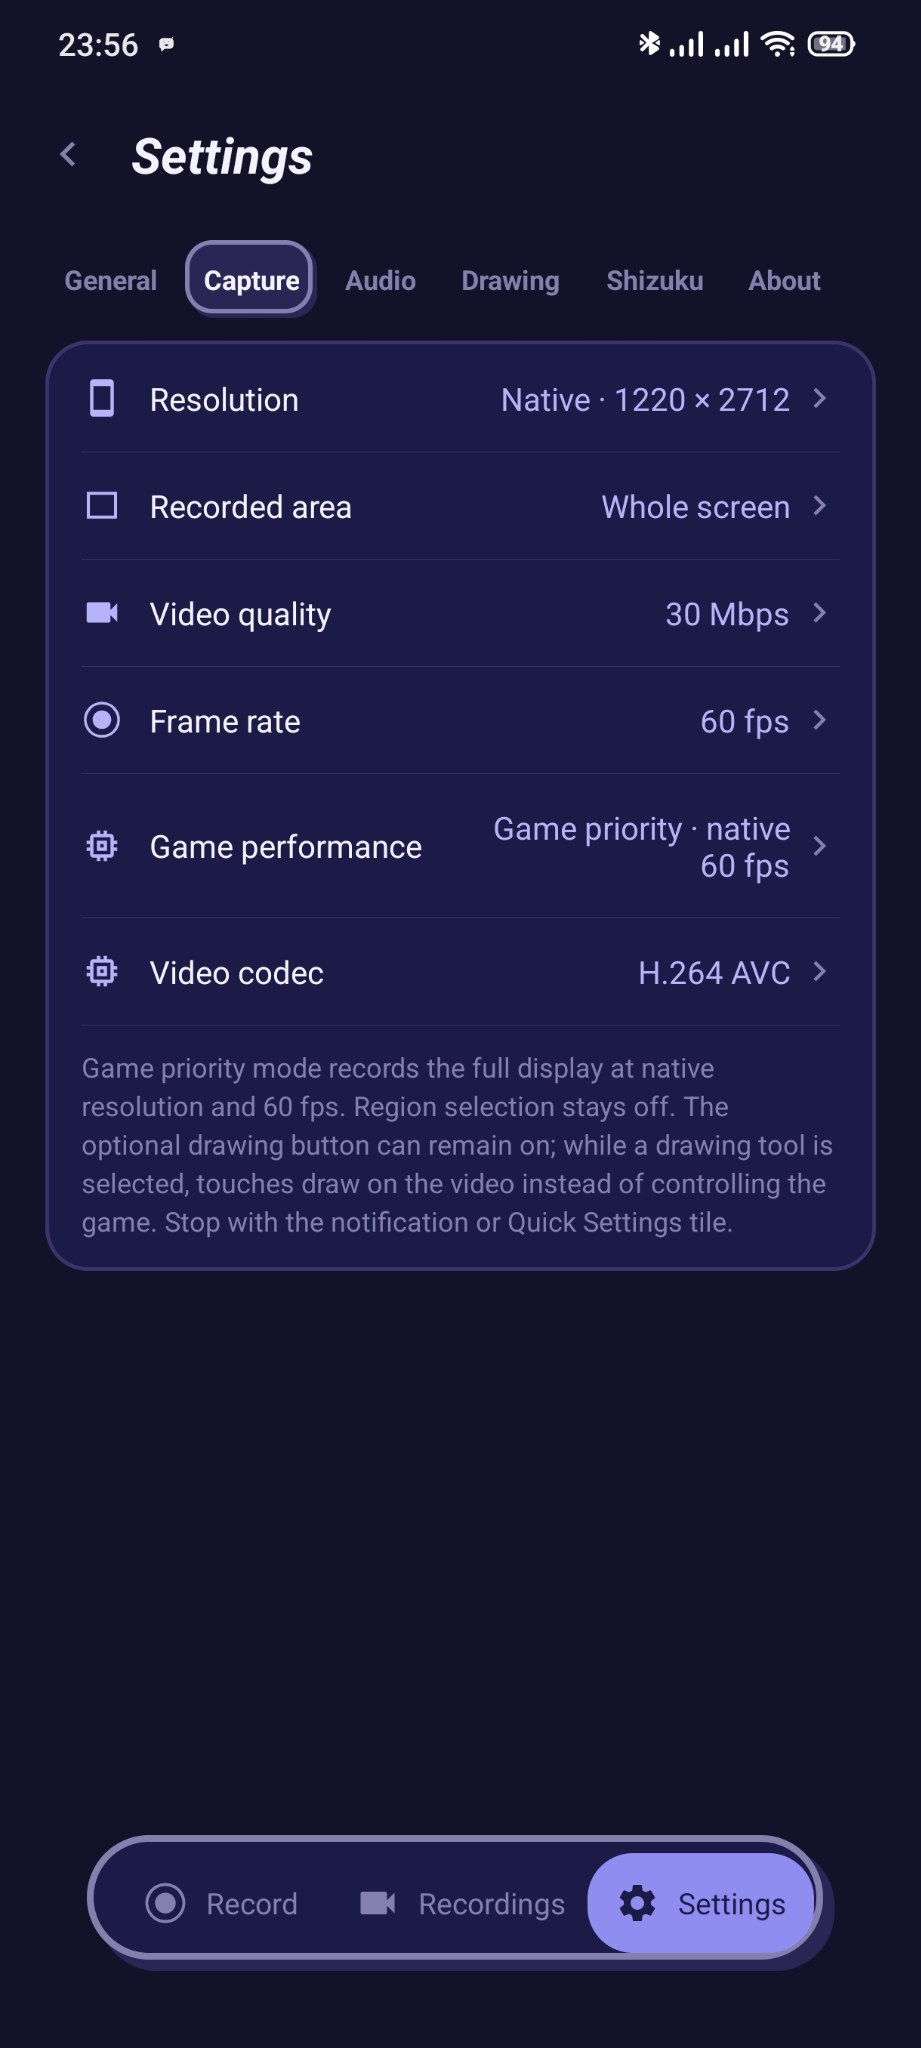 23:56
94
Settings
General Capture Audio Drawing Shizuku About
Resolution Native · 1220 × 2712
Recorded area Whole screen
Video quality 30 Mbps
Frame rate 60 fps
Game performance Game priority · native
60 fps
Video codec H.264 AVC
Game priority mode records the full display at native
resolution and 60 fps. Region selection stays off. The
optional drawing button can remain on; while a drawing tool is
selected, touches draw on the video instead of controlling the
game. Stop with the notification or Quick Settings tile.
Record Recordings Settings